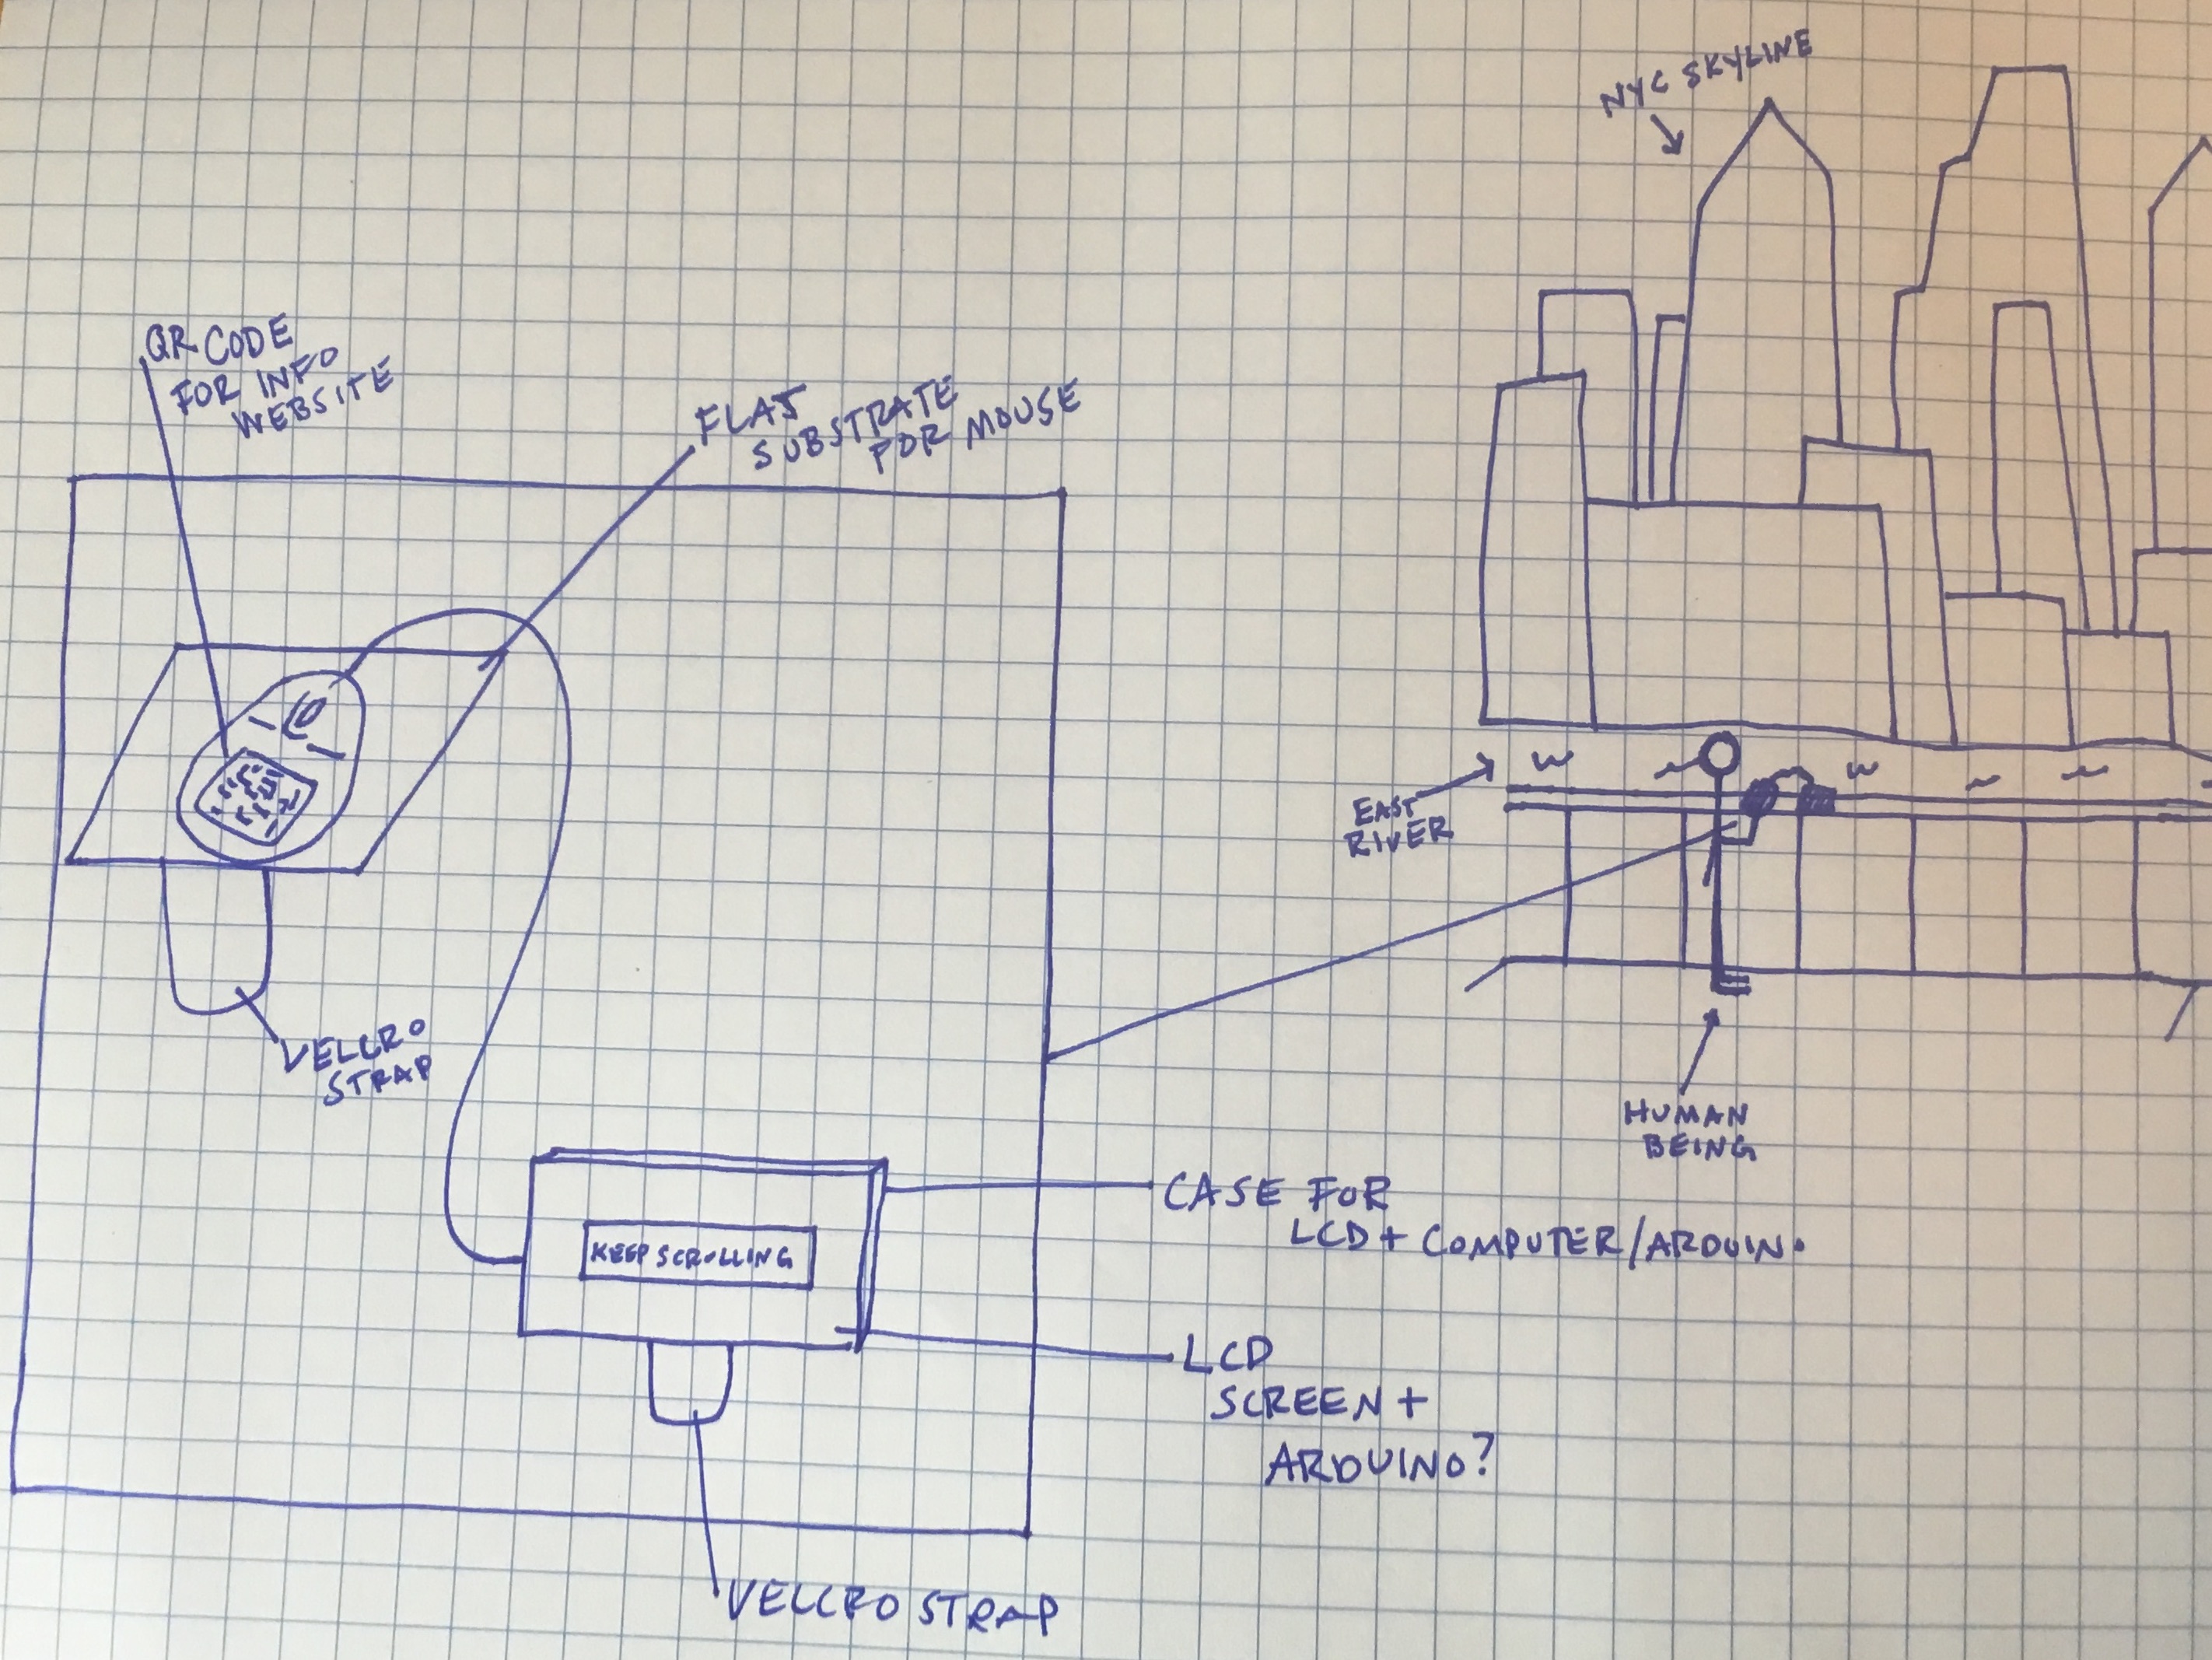 NYC SKYLINE
QR CODE
FOR INFO
WEBSITE
FLAT
SUBSTRATE
FOR MOUSE
EAST
RIVER
VELCRO
STRAP
HUMAN
BEING
CASE FOR
LCD + COMPUTER/ARDUINO
KEEP SCROLLING
LCD
SCREEN +
ARDUINO?
VELCRO STRAP